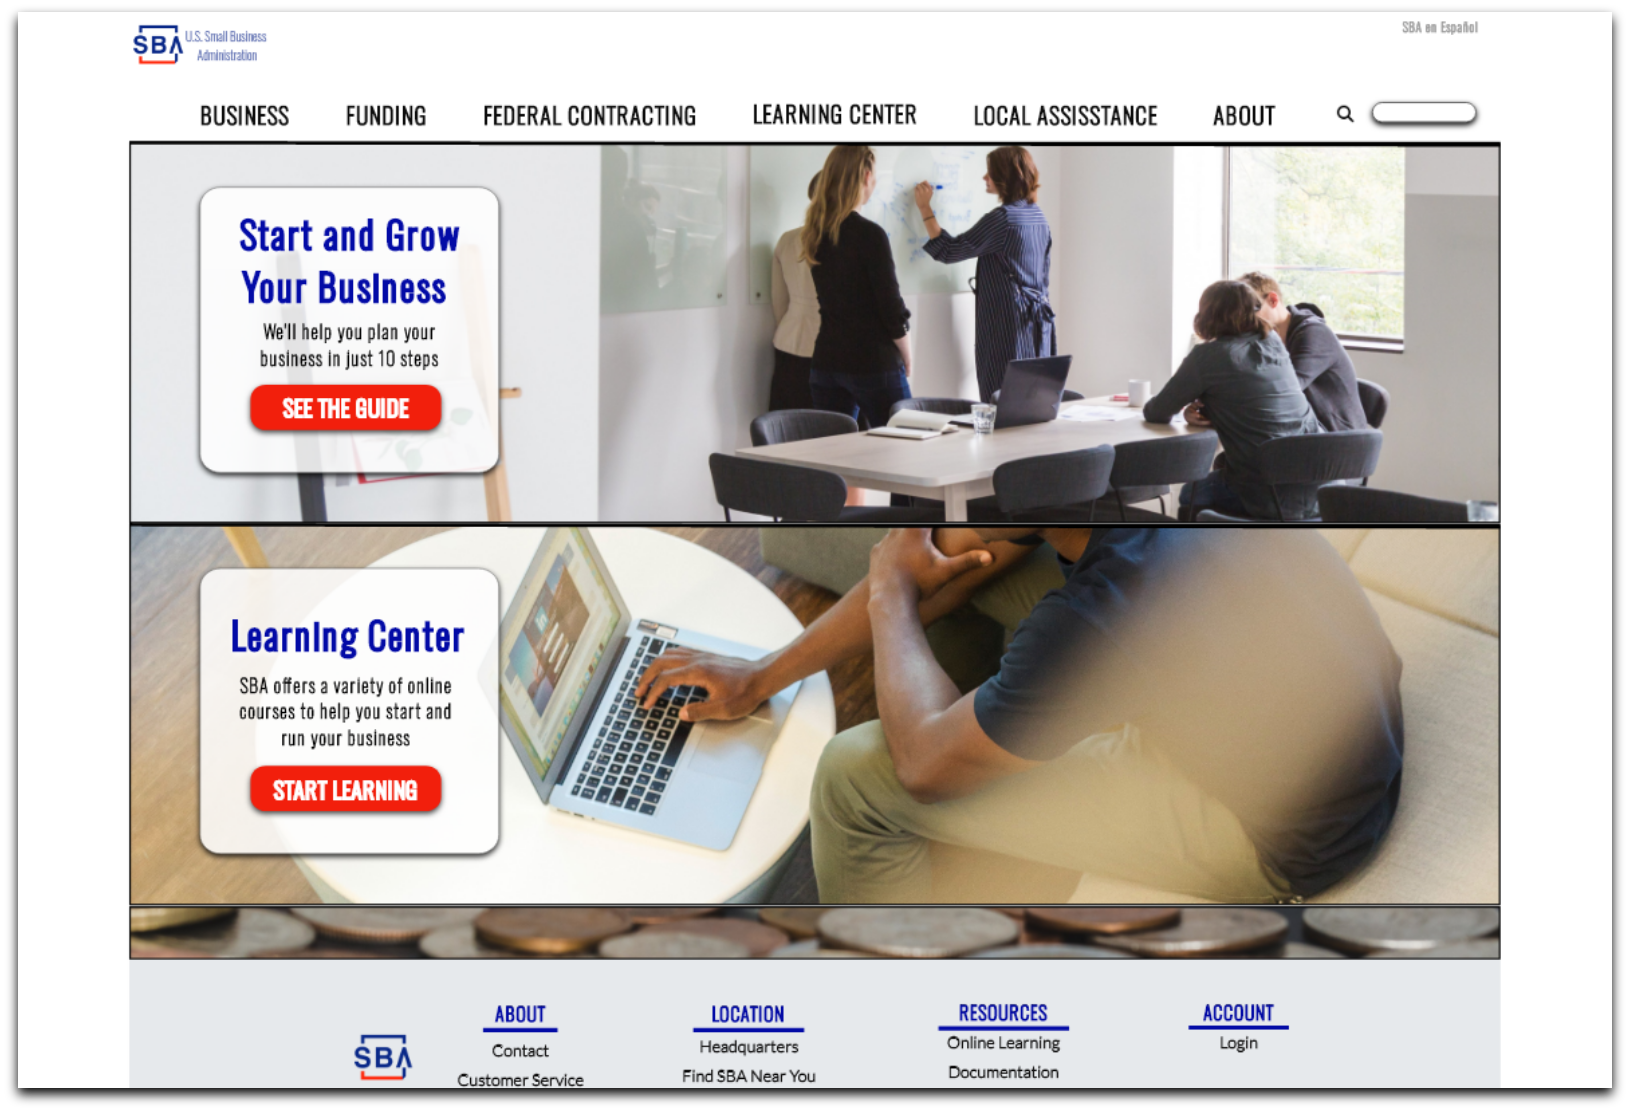 SBA U.S. Small Business
Administration
SBA en Español
BUSINESS FUNDING FEDERAL CONTRACTING LEARNING CENTER LOCAL ASSISSTANCE ABOUT
Start and Grow
Your Business
We'll help you plan your
business in just 10 steps
SEE THE GUIDE
Learning Center
SBA offers a variety of online
courses to help you start and
run your business
START LEARNING
SBA
ABOUT
Contact
Customer Service
LOCATION
Headquarters
Find SBA Near You
RESOURCES
Online Learning
Documentation
ACCOUNT
Login